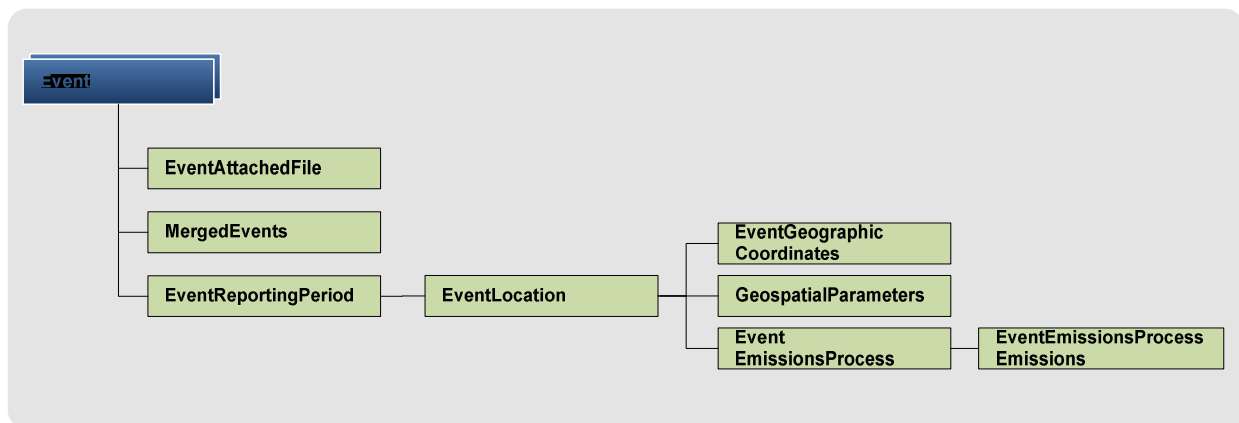 Event
EventAttachedFile
MergedEvents
EventReportingPeriod
EventLocation
EventGeographic
Coordinates
GeospatialParameters
Event
EmissionsProcess
EventEmissionsProcess
Emissions